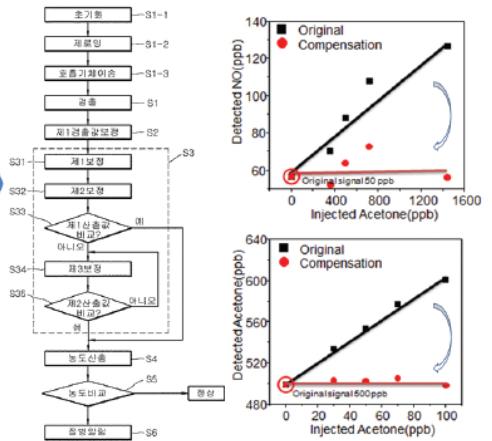 초기화
S1-1
제로잉
S1-2
호흡기체이송
S1-3
검출
S1
제1검출값보정
S2
S3
S31
제1보정
S32
제2보정
S33
제1산출값
비교?
예
아니오
S34
제3보정
S35
제2산출값
비교?
아니오
예
농도산출
S4
S5
농도비교
정상
질병알림
S6
Original
Compensation
Detected NO(ppb)
140
120
100
80
60
Original signal 50 ppb
0
400
800
1200
1600
Injected Acetone(ppb)
Original
Compensation
Detected Acetone(ppb)
640
600
560
520
480
Original signal 500 ppb
0
20
40
60
80
100
Injected Acetone(ppb)